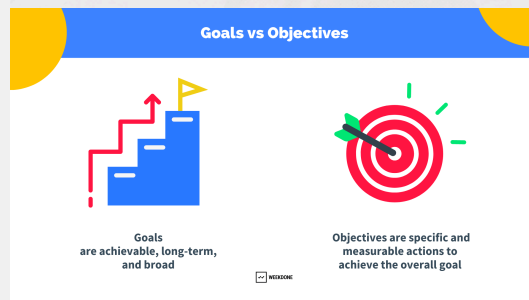 Goals vs Objectives
Goals
are achievable, long-term,
and broad
Objectives are specific and
measurable actions to
achieve the overall goal
WEEKDONE